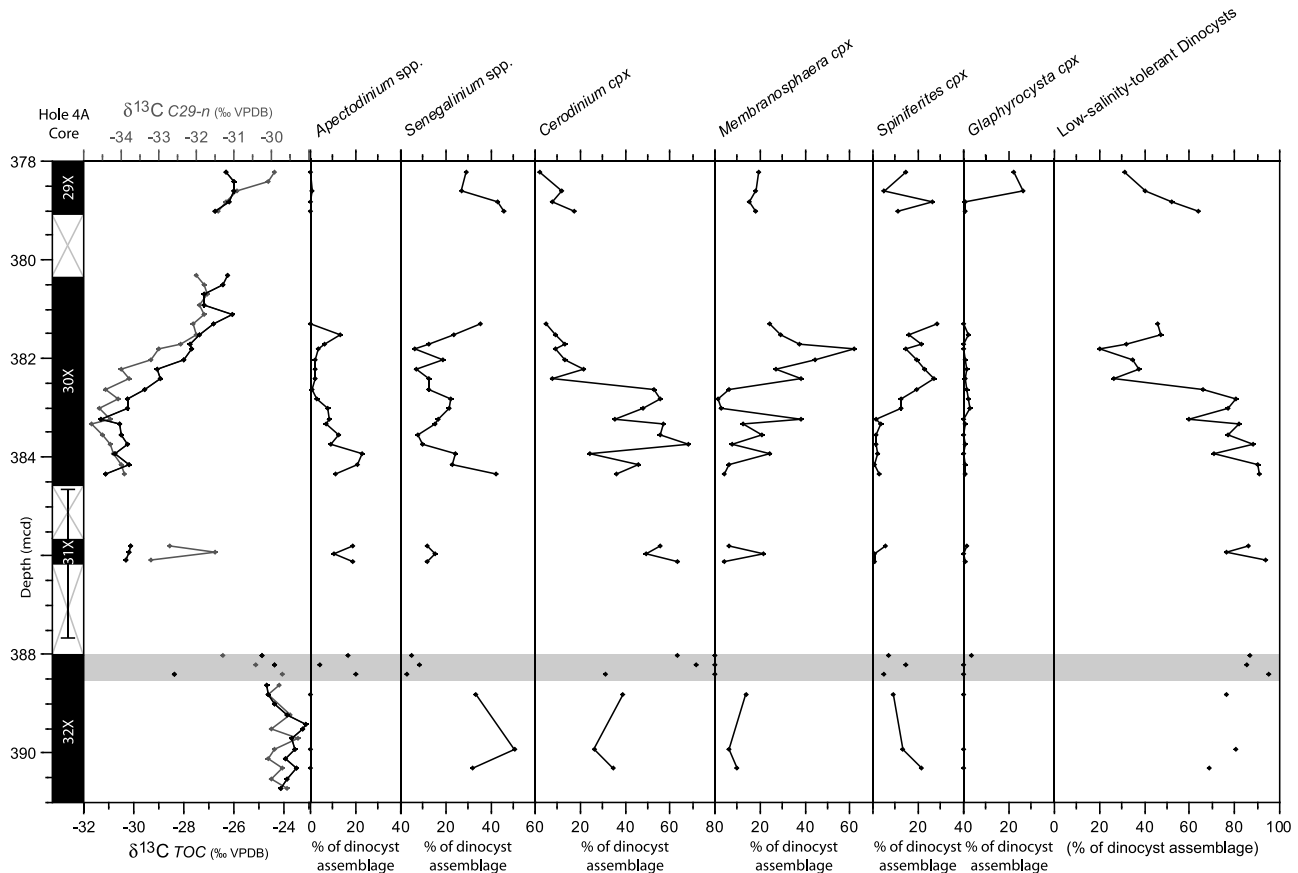 Hole 4A
Core
δ13C C29-n (‰ VPDB)
-34 -33 -32 -31 -30
Apectodinium spp.
Senegalinium spp.
Cerodinium cpx
Membranosphaera cpx
Spiniferites cpx
Glaphyrocysta cpx
Low-salinity-tolerant Dinocysts
378
380
382
384
388
390
Depth (mcd)
29X
30X
31X
32X
-32 -30 -28 -26 -24
0 20
0 20 40 60
0 20 40 60 80
20 40 60
0 20 40
0 20
0 20 40 60 80 100
δ13C TOC (‰ VPDB)
% of dinocyst
assemblage
% of dinocyst
assemblage
% of dinocyst
assemblage
% of dinocyst
assemblage
% of dinocyst
assemblage
% of dinocyst
assemblage
(% of dinocyst assemblage)